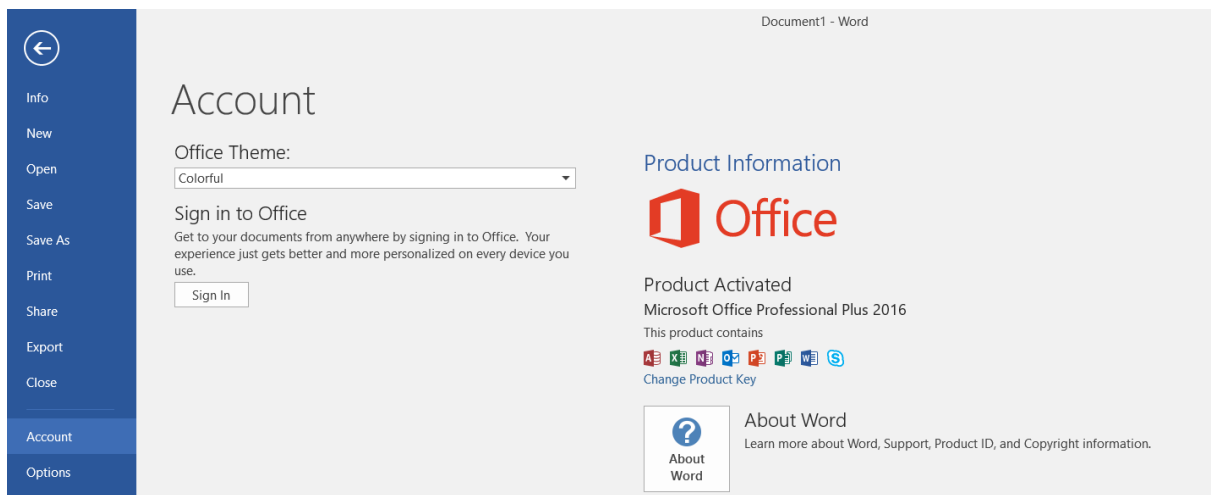 Document1 - Word
Info
New
Open
Save
Save As
Print
Share
Export
Close
Account
Options
Account
Office Theme:
Colorful
Sign in to Office
Get to your documents from anywhere by signing in to Office. Your
experience just gets better and more personalized on every device you
use.
Sign In
Product Information
Office
Product Activated
Microsoft Office Professional Plus 2016
This product contains
Change Product Key
About
Word
About Word
Learn more about Word, Support, Product ID, and Copyright information.